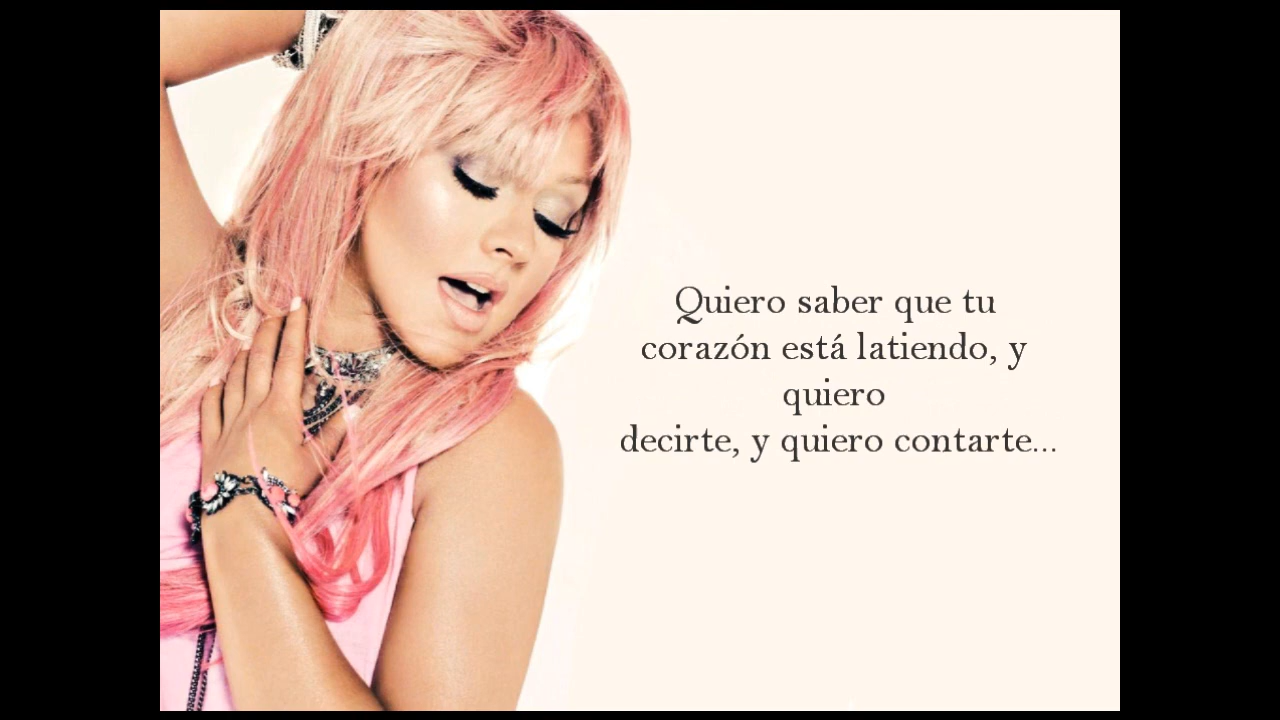 Quiero saber que tu
corazón está latiendo, y
quiero
decirte, y quiero contarte...